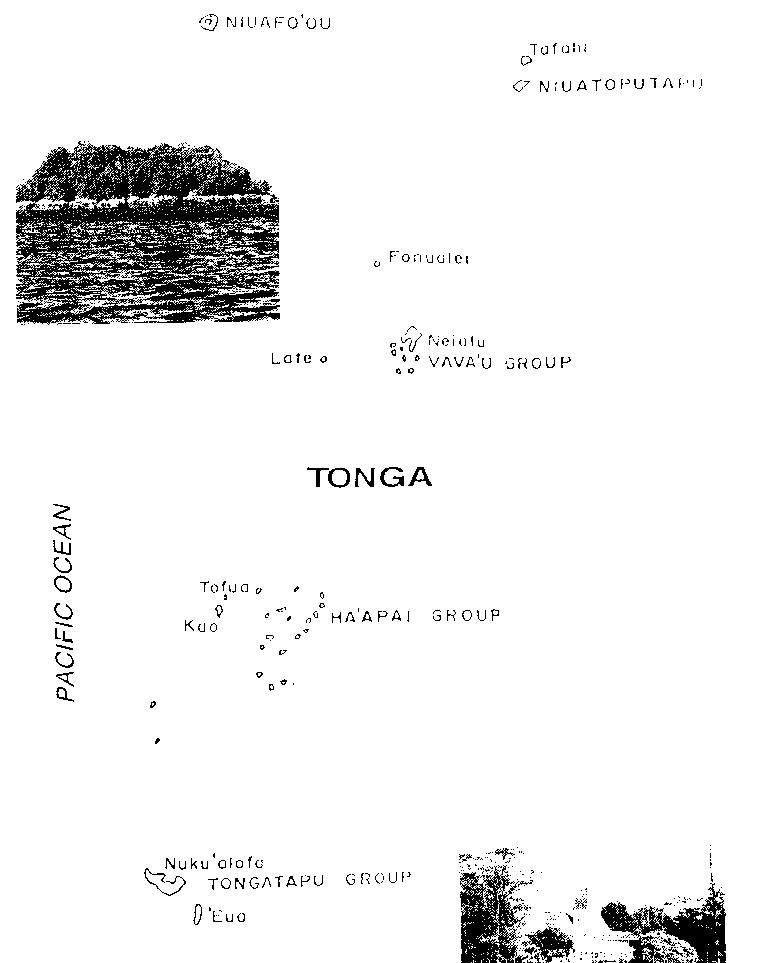 NIUAFO'OU
Tafahi
NIUATOPUTAPU
Fonualei
Neiafu
Late
VAVA'U GROUP
TONGA
PACIFIC OCEAN
Tofua
Kao
HA'APAI GROUP
Nuku'alofa
TONGATAPU GROUP
'Eua